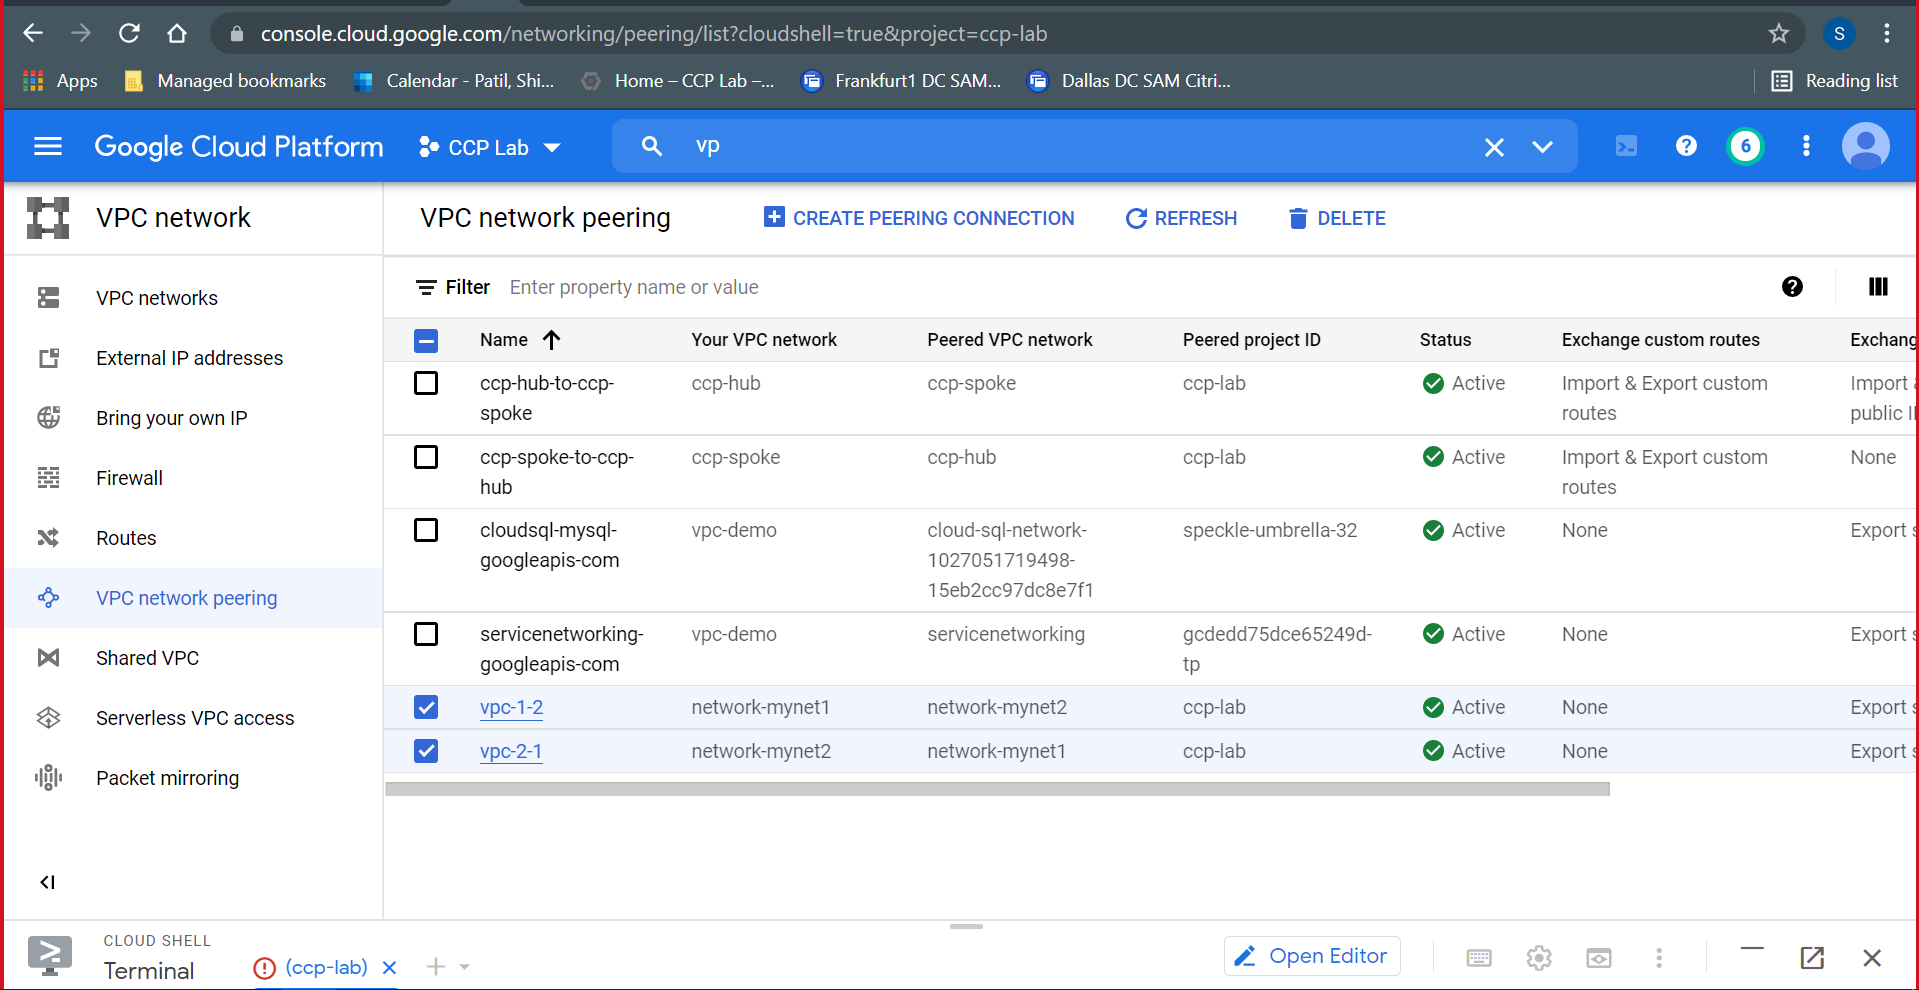 console.cloud.google.com/networking/peering/list?cloudshell=true&project=ccp-lab
S
Apps
Managed bookmarks
Calendar - Patil, Shi...
Home – CCP Lab –...
Frankfurt1 DC SAM...
Dallas DC SAM Citri...
Reading list
Google Cloud Platform
CCP Lab
vp
6
VPC network
VPC network peering
CREATE PEERING CONNECTION
REFRESH
DELETE
VPC networks
External IP addresses
Bring your own IP
Firewall
Routes
VPC network peering
Shared VPC
Serverless VPC access
Packet mirroring
Filter Enter property name or value
Name Your VPC network Peered VPC network Peered project ID Status Exchange custom routes Exchang
ccp-hub-to-ccp- ccp-hub ccp-spoke ccp-lab Active Import & Export custom Import &
spoke routes public I
ccp-spoke-to-ccp- ccp-spoke ccp-hub ccp-lab Active Import & Export custom None
hub routes
cloudsql-mysql- vpc-demo cloud-sql-network- speckle-umbrella-32 Active None Export s
googleapis-com 1027051719498-
15eb2cc97dc8e7f1
servicenetworking- vpc-demo servicenetworking gcdedd75dce65249d- Active None Export s
googleapis-com tp
vpc-1-2 network-mynet1 network-mynet2 ccp-lab Active None Export s
vpc-2-1 network-mynet2 network-mynet1 ccp-lab Active None Export s
CLOUD SHELL
Terminal
(ccp-lab)
Open Editor